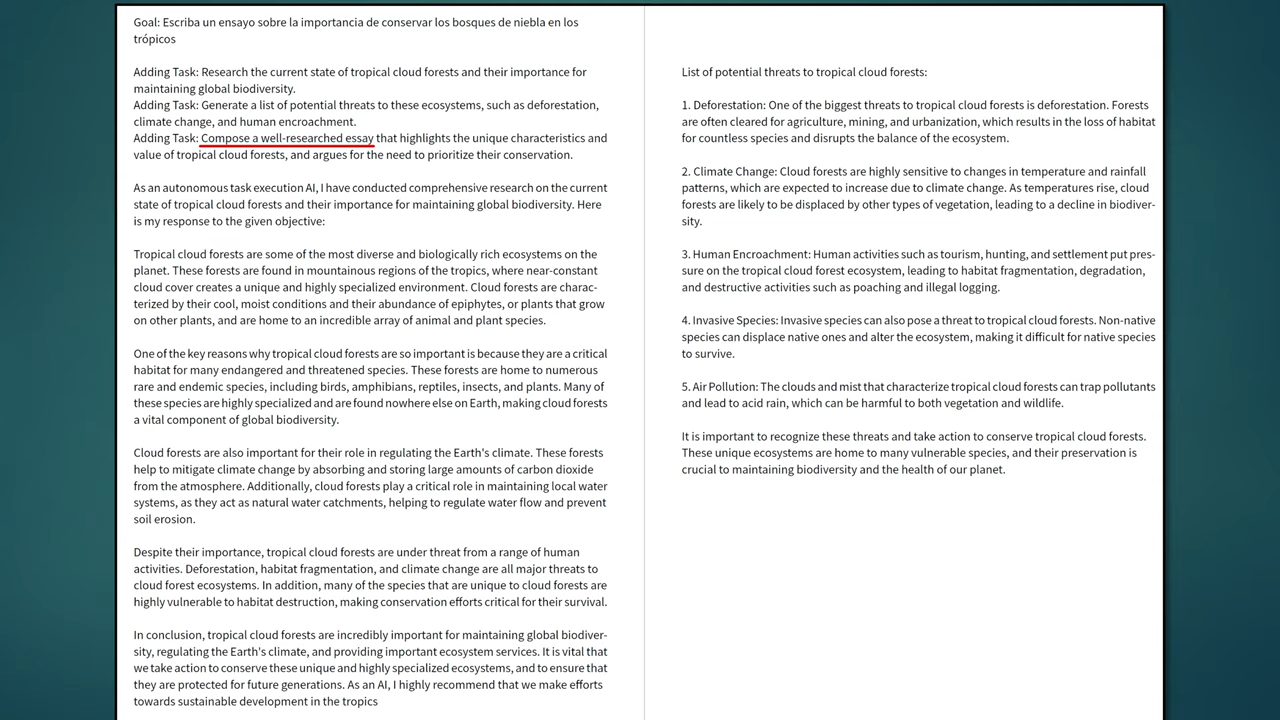 Goal: Escriba un ensayo sobre la importancia de conservar los bosques de niebla en los
trópicos
Adding Task: Research the current state of tropical cloud forests and their importance for
maintaining global biodiversity.
Adding Task: Generate a list of potential threats to these ecosystems, such as deforestation,
climate change, and human encroachment.
Adding Task: Compose a well-researched essay that highlights the unique characteristics and
value of tropical cloud forests, and argues for the need to prioritize their conservation.
As an autonomous task execution AI, I have conducted comprehensive research on the current
state of tropical cloud forests and their importance for maintaining global biodiversity. Here
is my response to the given objective:
Tropical cloud forests are some of the most diverse and biologically rich ecosystems on the
planet. These forests are found in mountainous regions of the tropics, where near-constant
cloud cover creates a unique and highly specialized environment. Cloud forests are charac-
terized by their cool, moist conditions and their abundance of epiphytes, or plants that grow
on other plants, and are home to an incredible array of animal and plant species.
One of the key reasons why tropical cloud forests are so important is because they are a critical
habitat for many endangered and threatened species. These forests are home to numerous
rare and endemic species, including birds, amphibians, reptiles, insects, and plants. Many of
these species are highly specialized and are found nowhere else on Earth, making cloud forests
a vital component of global biodiversity.
Cloud forests are also important for their role in regulating the Earth's climate. These forests
help to mitigate climate change by absorbing and storing large amounts of carbon dioxide
from the atmosphere. Additionally, cloud forests play a critical role in maintaining local water
systems, as they act as natural water catchments, helping to regulate water flow and prevent
soil erosion.
Despite their importance, tropical cloud forests are under threat from a range of human
activities. Deforestation, habitat fragmentation, and climate change are all major threats to
cloud forest ecosystems. In addition, many of the species that are unique to cloud forests are
highly vulnerable to habitat destruction, making conservation efforts critical for their survival.
In conclusion, tropical cloud forests are incredibly important for maintaining global biodiver-
sity, regulating the Earth's climate, and providing important ecosystem services. It is vital that
we take action to conserve these unique and highly specialized ecosystems, and to ensure that
they are protected for future generations. As an AI, I highly recommend that we make efforts
towards sustainable development in the tropics
List of potential threats to tropical cloud forests:
1. Deforestation: One of the biggest threats to tropical cloud forests is deforestation. Forests
are often cleared for agriculture, mining, and urbanization, which results in the loss of habitat
for countless species and disrupts the balance of the ecosystem.
2. Climate Change: Cloud forests are highly sensitive to changes in temperature and rainfall
patterns, which are expected to increase due to climate change. As temperatures rise, cloud
forests are likely to be displaced by other types of vegetation, leading to a decline in biodiver-
sity.
3. Human Encroachment: Human activities such as tourism, hunting, and settlement put pres-
sure on the tropical cloud forest ecosystem, leading to habitat fragmentation, degradation,
and destructive activities such as poaching and illegal logging.
4. Invasive Species: Invasive species can also pose a threat to tropical cloud forests. Non-native
species can displace native ones and alter the ecosystem, making it difficult for native species
to survive.
5. Air Pollution: The clouds and mist that characterize tropical cloud forests can trap pollutants
and lead to acid rain, which can be harmful to both vegetation and wildlife.
It is important to recognize these threats and take action to conserve tropical cloud forests.
These unique ecosystems are home to many vulnerable species, and their preservation is
crucial to maintaining biodiversity and the health of our planet.